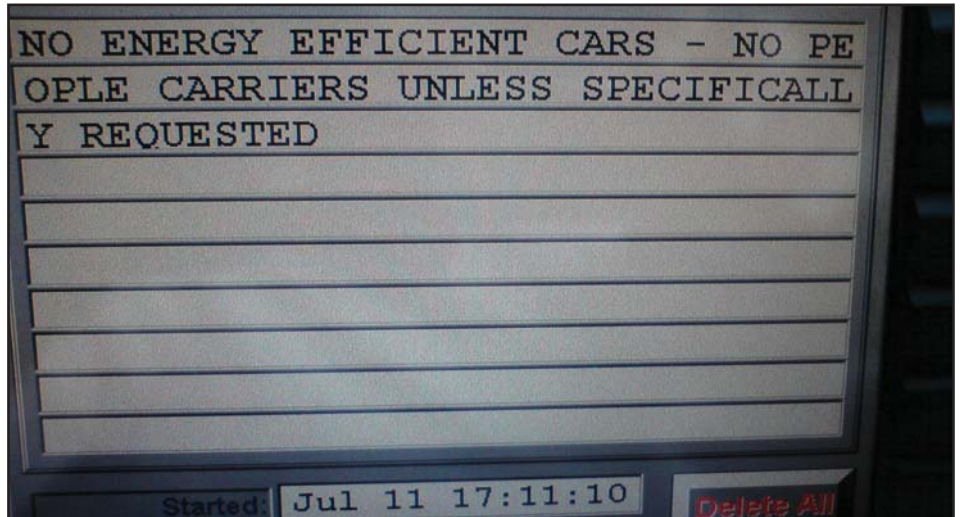 NO ENERGY EFFICIENT CARS - NO PE
OPLE CARRIERS UNLESS SPECIFICALL
Y REQUESTED
Started: Jul 11 17:11:10 Delete All